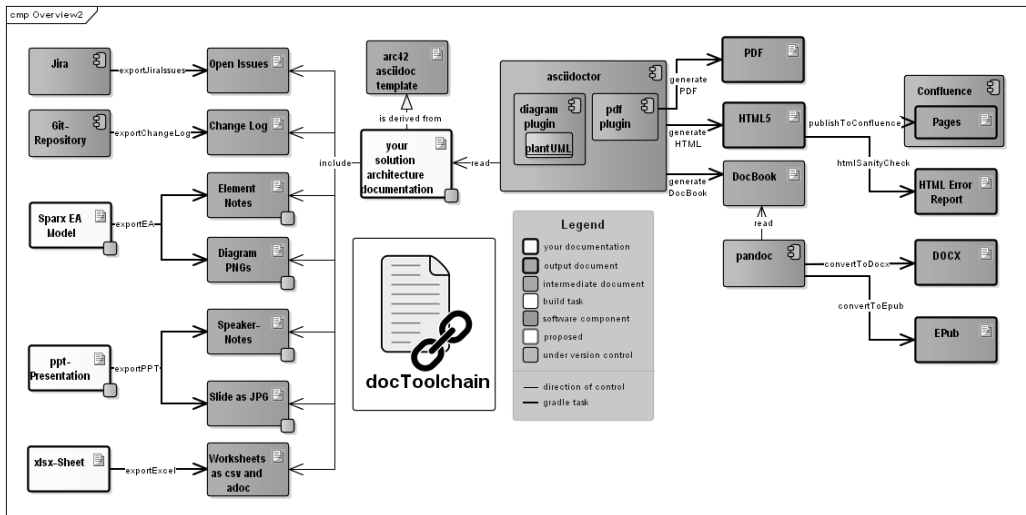 cmp Overview2
Jira
exportJiraIssues
Open Issues
Git-
Repository
exportChangeLog
Change Log
Sparx EA
Model
exportEA
Element
Notes
Diagram
PNGs
ppt-
Presentation
exportPPT
Speaker-
Notes
Slide as JPG
xlsx-Sheet
exportExcel
Worksheets
as csv and
adoc
include
arc42
asciidoc
template
is derived from
your
solution
architecture
documentation
read
asciidoctor
diagram
plugin
plantUML
pdf
plugin
generate
PDF
generate
HTML
generate
DocBook
PDF
HTML5
DocBook
read
pandoc
publishToConfluence
htmlSanityCheck
convertToDocx
convertToEpub
Confluence
Pages
HTML Error
Report
DOCX
EPub
docToolchain
Legend
your documentation
output document
intermediate document
build task
software component
proposed
under version control
direction of control
gradle task